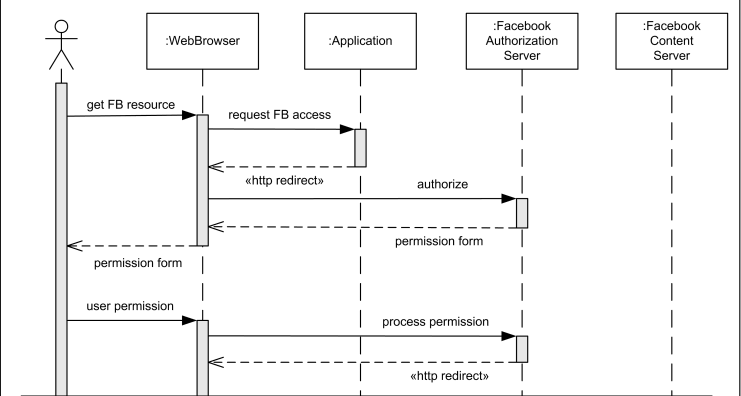 :WebBrowser
:Application
:Facebook
Authorization
Server
:Facebook
Content
Server
get FB resource
request FB access
«http redirect»
authorize
permission form
permission form
user permission
process permission
«http redirect»